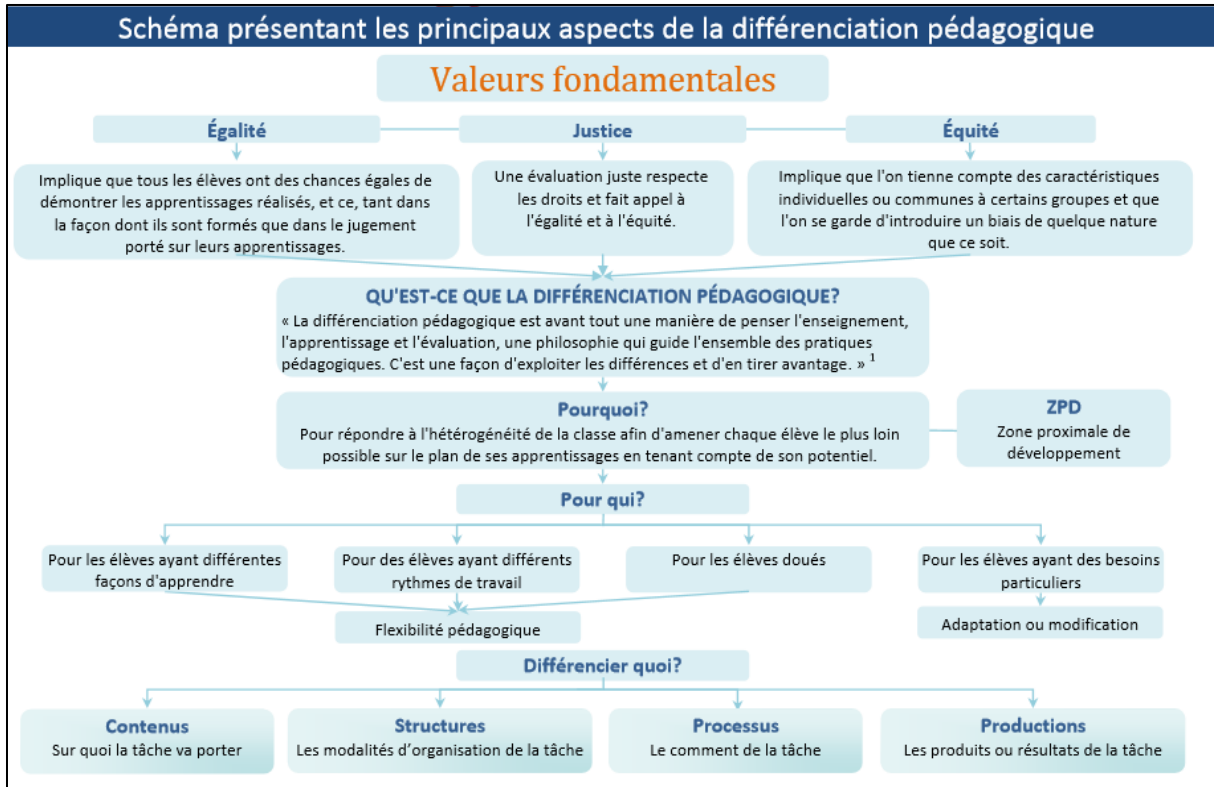 Schéma présentant les principaux aspects de la différenciation pédagogique
Valeurs fondamentales
Égalité
Justice
Équité
Implique que tous les élèves ont des chances égales de
démontrer les apprentissages réalisés, et ce, tant dans
la façon dont ils sont formés que dans le jugement
porté sur leurs apprentissages.
Une évaluation juste respecte
les droits et fait appel à
l'égalité et à l'équité.
Implique que l'on tienne compte des caractéristiques
individuelles ou communes à certains groupes et que
l'on se garde d'introduire un biais de quelque nature
que ce soit.
QU'EST-CE QUE LA DIFFÉRENCIATION PÉDAGOGIQUE?
« La différenciation pédagogique est avant tout une manière de penser l'enseignement,
l'apprentissage et l'évaluation, une philosophie qui guide l'ensemble des pratiques
pédagogiques. C'est une façon d'exploiter les différences et d'en tirer avantage. » 1
Pourquoi?
Pour répondre à l'hétérogénéité de la classe afin d'amener chaque élève le plus loin
possible sur le plan de ses apprentissages en tenant compte de son potentiel.
ZPD
Zone proximale de
développement
Pour qui?
Pour les élèves ayant différentes
façons d'apprendre
Pour des élèves ayant différents
rythmes de travail
Pour les élèves doués
Pour les élèves ayant des besoins
particuliers
Flexibilité pédagogique
Adaptation ou modification
Différencier quoi?
Contenus
Sur quoi la tâche va porter
Structures
Les modalités d'organisation de la tâche
Processus
Le comment de la tâche
Productions
Les produits ou résultats de la tâche